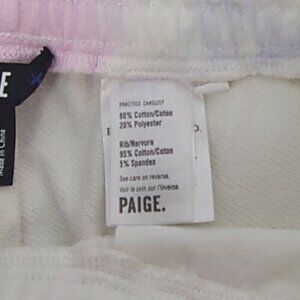 80% Cotton/Coton
20% Polyester
Rib/Nervure
95% Cotton/Coton
5% Spandex
See care on reverse.
Voir le soin sur l'inverse.
PAIGE.
E
Made in China